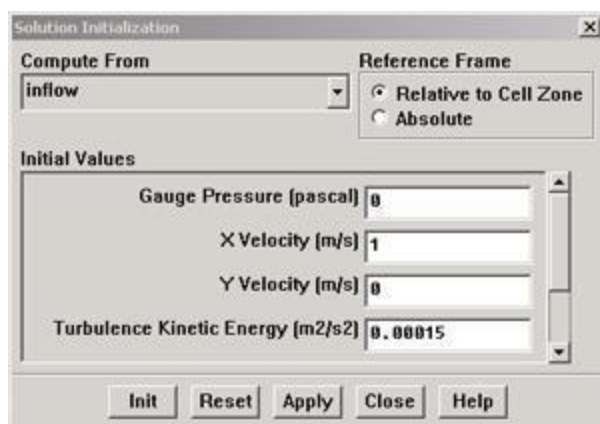 Solution Initialization
Compute From
inflow
Reference Frame
Relative to Cell Zone
Absolute
Initial Values
Gauge Pressure (pascal) 0
X Velocity (m/s) 1
Y Velocity (m/s) 0
Turbulence Kinetic Energy (m2/s2) 0.00015
Init Reset Apply Close Help